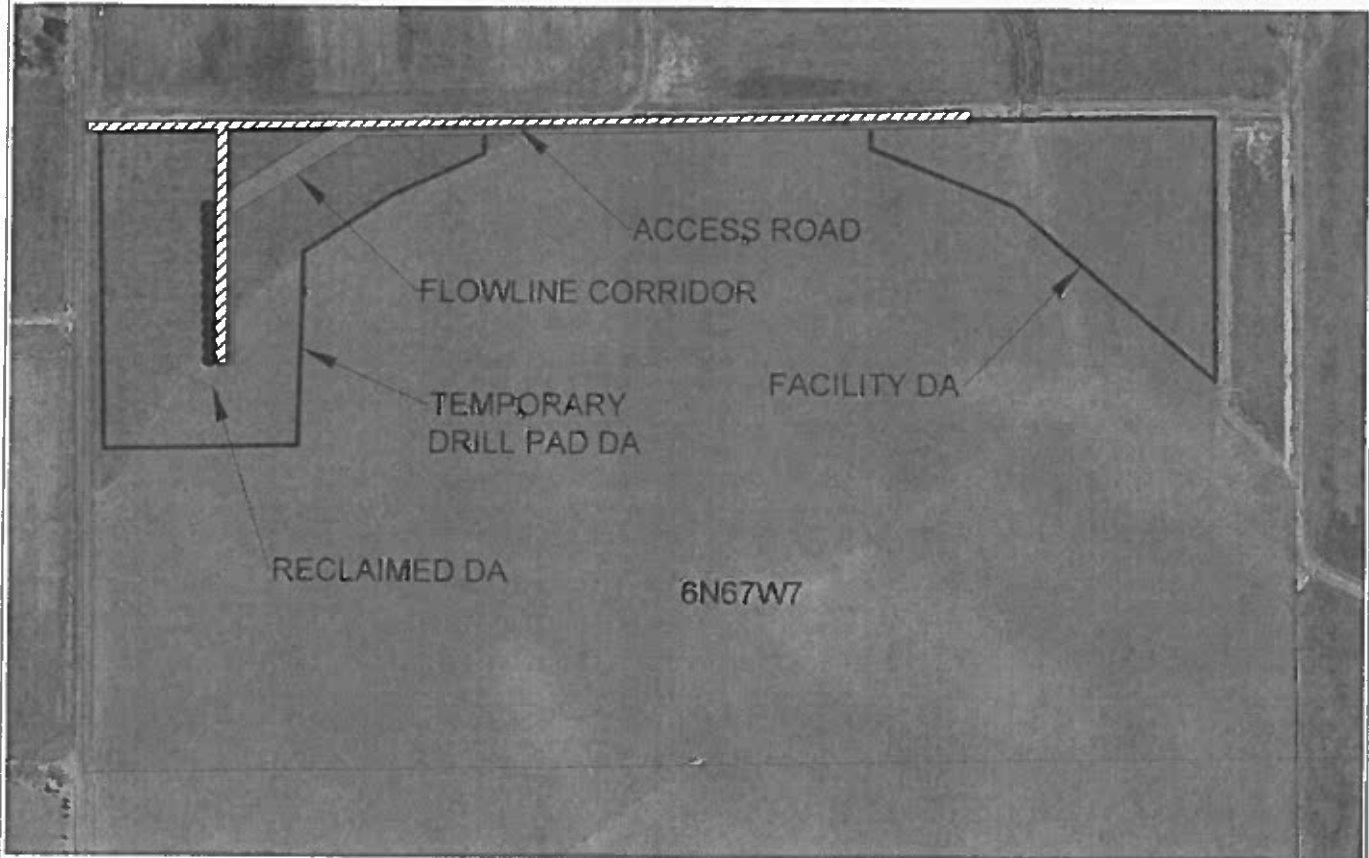 ACCESS ROAD
FLOWLINE CORRIDOR
FACILITY DA
TEMPORARY
DRILL PAD DA
RECLAIMED DA
6N67W7